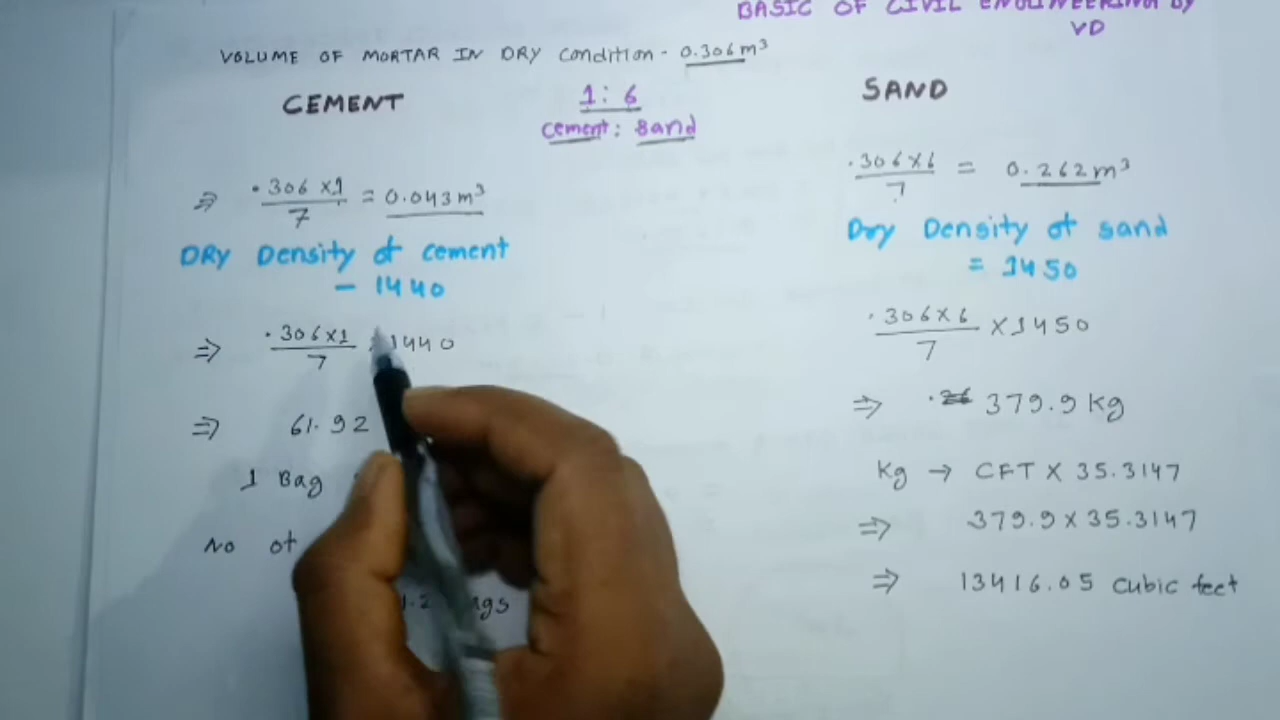 BASIC OF CIVIL ENGINEERING by
VD
VOLUME OF MORTAR IN DRY Condition - 0.306m³
CEMENT
1:6
Cement: Sand
⇒ .306 × 1 / 7 = 0.043m³
DRY Density of cement
- 1440
⇒ .306×1 / 7 1440
⇒ 61.92
1 Bag
No of
1.2
SAND
.306×6 / 7 = 0.262m³
Dry Density of sand
= 1450
.306×6 / 7 ×1450
⇒ 379.9 Kg
Kg → CFT × 35.3147
⇒ 379.9 × 35.3147
⇒ 13416.05 Cubic feet